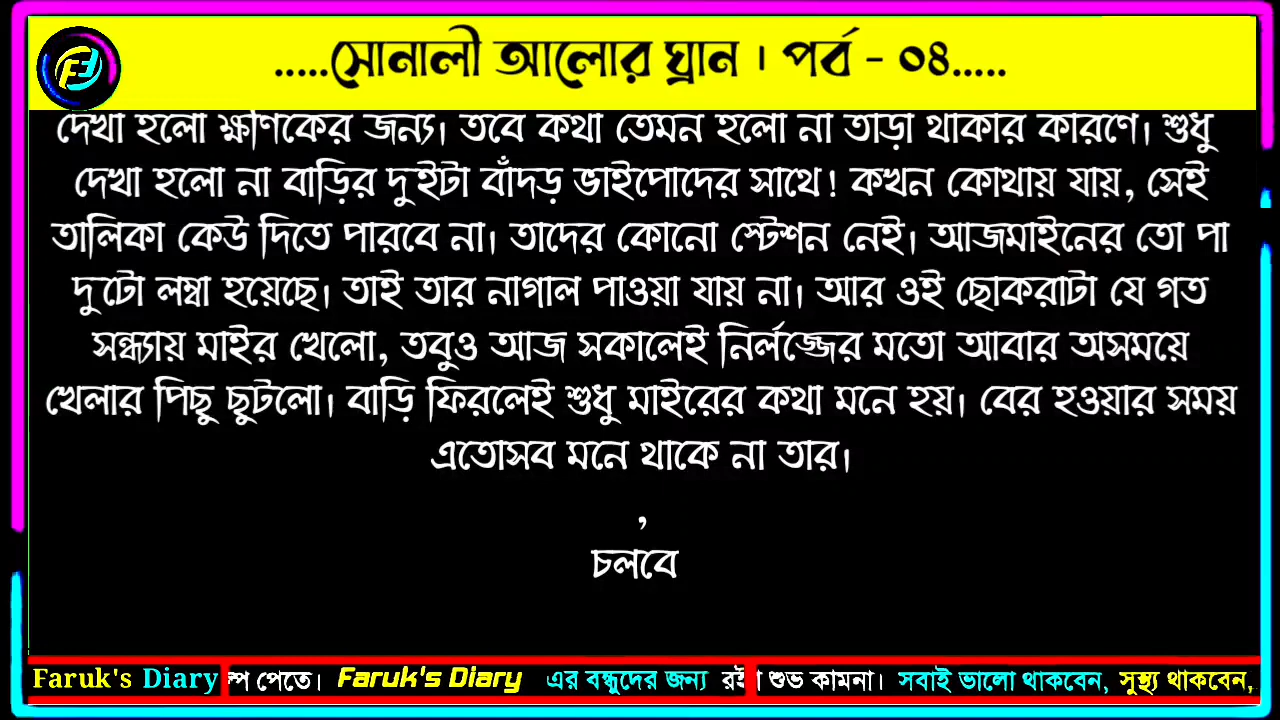 .....সোনালী আলোর ঘ্রান । পর্ব - ০৪.....
দেখা হলো ক্ষণিকের জন্য। তবে কথা তেমন হলো না তাড়া থাকার কারণে। শুধু
দেখা হলো না বাড়ির দুইটা বাঁদড় ভাইপোদের সাথে! কখন কোথায় যায়, সেই
তালিকা কেউ দিতে পারবে না। তাদের কোনো স্টেশন নেই। আজমাইনের তো পা
দুটো লম্বা হয়েছে। তাই তার নাগাল পাওয়া যায় না। আর ওই ছোকরাটা যে গত
সন্ধ্যায় মাইর খেলো, তবুও আজ সকালেই নির্লজ্জের মতো আবার অসময়ে
খেলার পিছু ছুটলো। বাড়ি ফিরলেই শুধু মাইরের কথা মনে হয়। বের হওয়ার সময়
এতোসব মনে থাকে না তার।
,
চলবে
Faruk's Diary ল্প পেতে। Faruk's Diary এর বন্ধুদের জন্য রই শুভ কামনা। সবাই ভালো থাকবেন, সুস্থ্য থাকবেন,